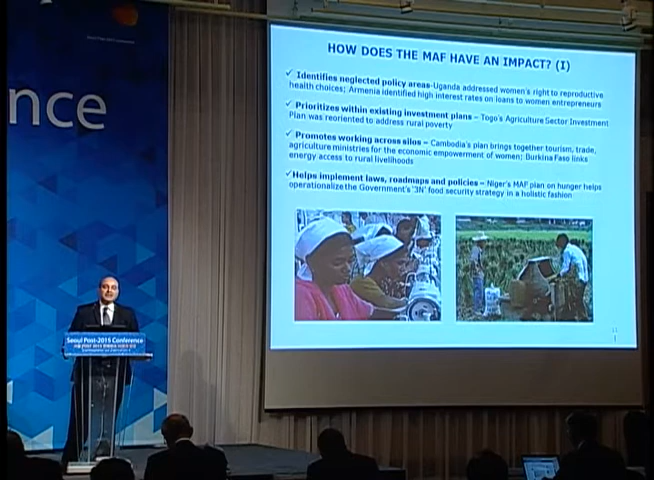 nce
HOW DOES THE MAF HAVE AN IMPACT? (I)
✓ Identifies neglected policy areas-Uganda addressed women's right to reproductive
health choices; Armenia identified high interest rates on loans to women entrepreneurs
✓ Prioritizes within existing investment plans – Togo's Agriculture Sector Investment
Plan was reoriented to address rural poverty
✓ Promotes working across silos – Cambodia's plan brings together tourism, trade,
agriculture ministries for the economic empowerment of women; Burkina Faso links
energy access to rural livelihoods
✓ Helps implement laws, roadmaps and policies – Niger's MAF plan on hunger helps
operationalize the Government's "3N" food security strategy in a holistic fashion
Seoul Post-2015 Conference